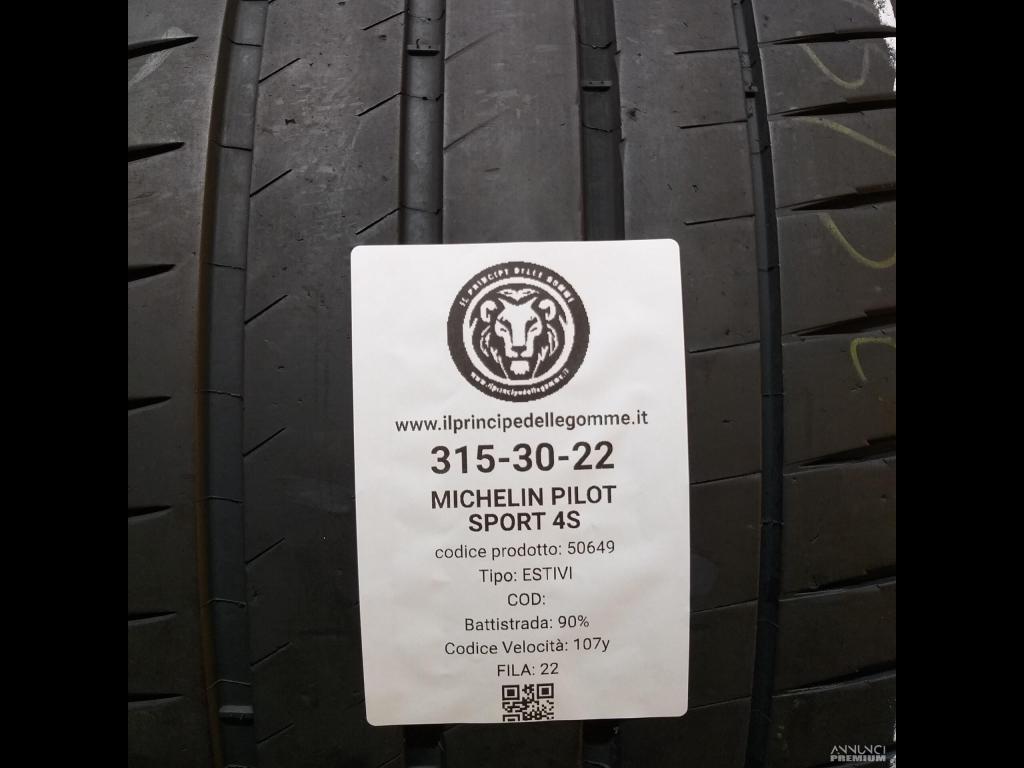 IL PRINCIPE DELLE GOMME
www.ilprincipedellegomme.it
www.ilprincipedellegomme.it
315-30-22
MICHELIN PILOT
SPORT 4S
codice prodotto: 50649
Tipo: ESTIVI
COD:
Battistrada: 90%
Codice Velocità: 107y
FILA: 22
ANNUNCI
PREMIUM